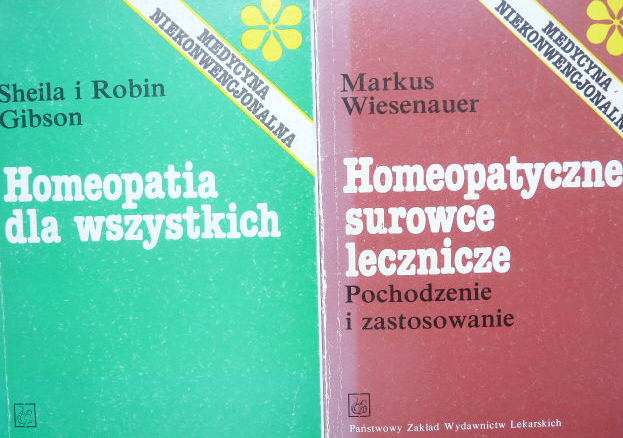 MEDYCYNA
NIEKONWENCJONALNA
Sheila i Robin
Gibson
Homeopatia
dla wszystkich
MEDYCYNA
NIEKONWENCJONALN
Markus
Wiesenauer
Homeopatyczne
surowce
lecznicze
Pochodzenie
i zastosowanie
Państwowy Zakład Wydawnictw Lekarskich